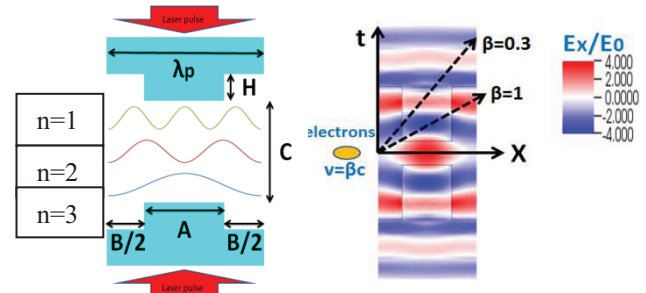 Laser pulse
λp
H
n=1
n=2
n=3
C
A
B/2
B/2
Laser pulse
t
β=0.3
β=1
electrons
v=βc
X
Ex/E0
4.000
2.000
0.0000
-2.000
-4.000